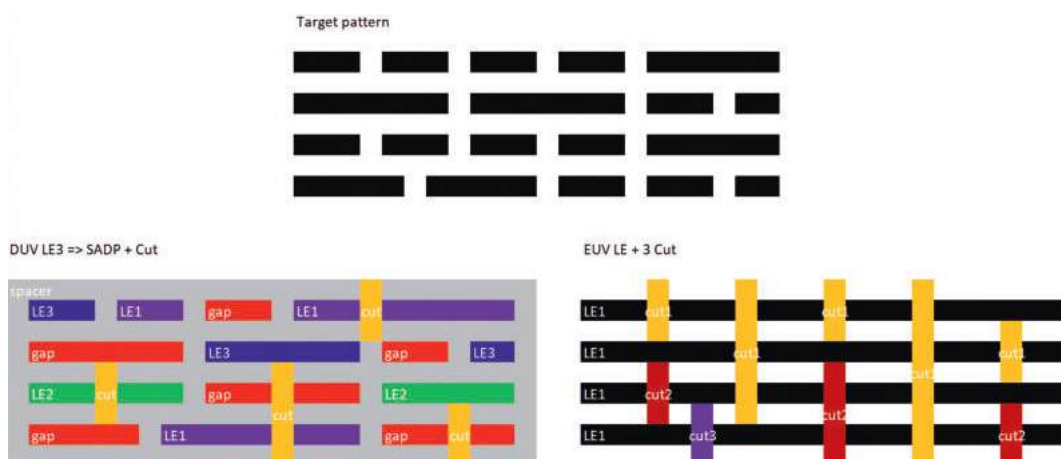 Target pattern
DUV LE3 => SADP + Cut
EUV LE + 3 Cut
spacer
LE3 LE1 gap LE1 cut
gap LE3 gap LE3
LE2 cut gap LE2
cut
gap LE1 gap cut
LE1 cut1 cut1
LE1 cut1 cut1
cut1
LE1 cut2
cut2
LE1 cut3 cut2